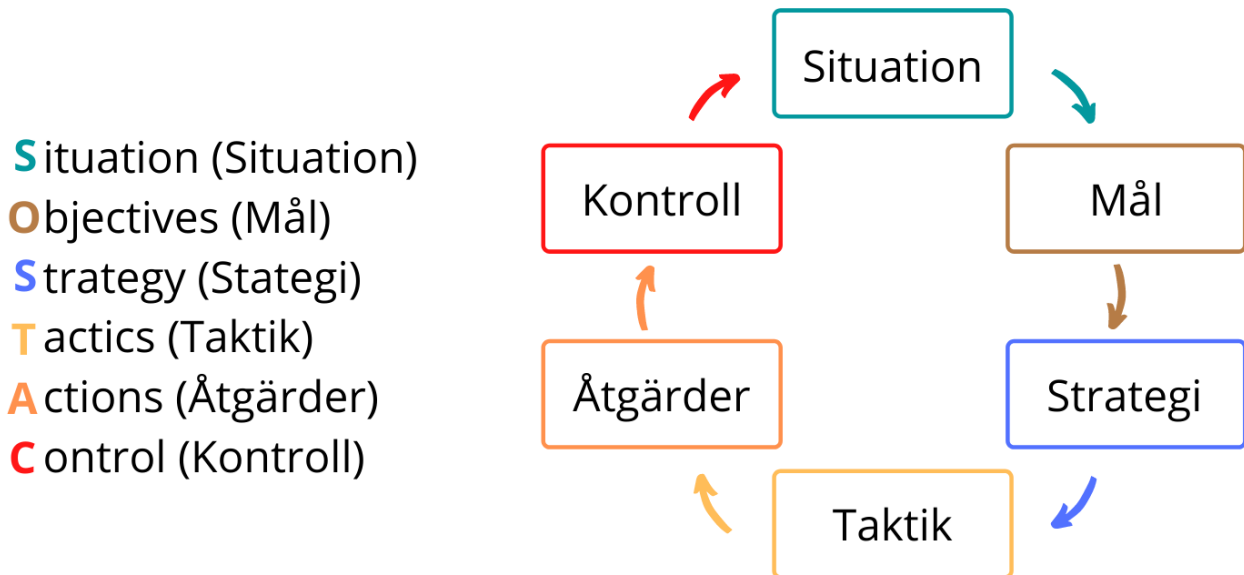 Situation (Situation)
Objectives (Mål)
Strategy (Stategi)
Tactics (Taktik)
Actions (Åtgärder)
Control (Kontroll)
Situation
Mål
Strategi
Taktik
Åtgärder
Kontroll